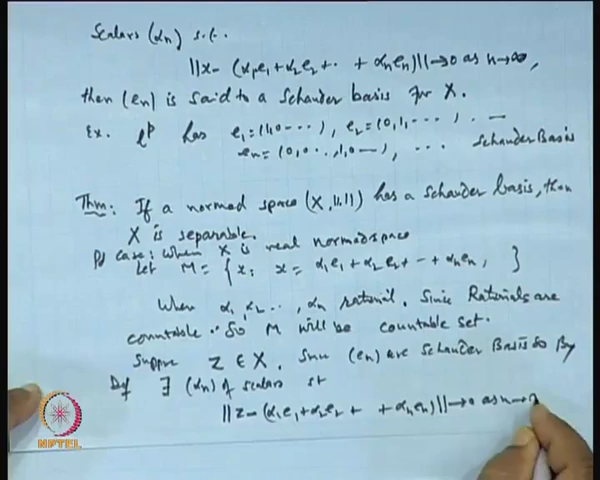 Scalars (αn) s.t.
||x-(α1e1+α2e2+·· +αnen)||→0 as n→∞,
then (en) is said to a Schauder basis for X.
Ex. l^p has e1=(1,0---), e2=(0,1,---), --
en=(0,0··,1,0—), ··· Schauder Basis
Thm: If a normed space (X,||.||) has a Schauder basis, then
X is separable.
Pf Case: When X is real normed space
Let M={x: x=α1e1+α2e2+--+αnen, }
When α1,α2··,αn rational. Since Rationals are
countable. So M will be countable set.
Suppose Z∈X. Since (en) are Schauder Basis So By
Def ∃ (αn) of scalars st
||Z-(α1e1+α2e2+ +αnen)||→0 as n→
NPTEL